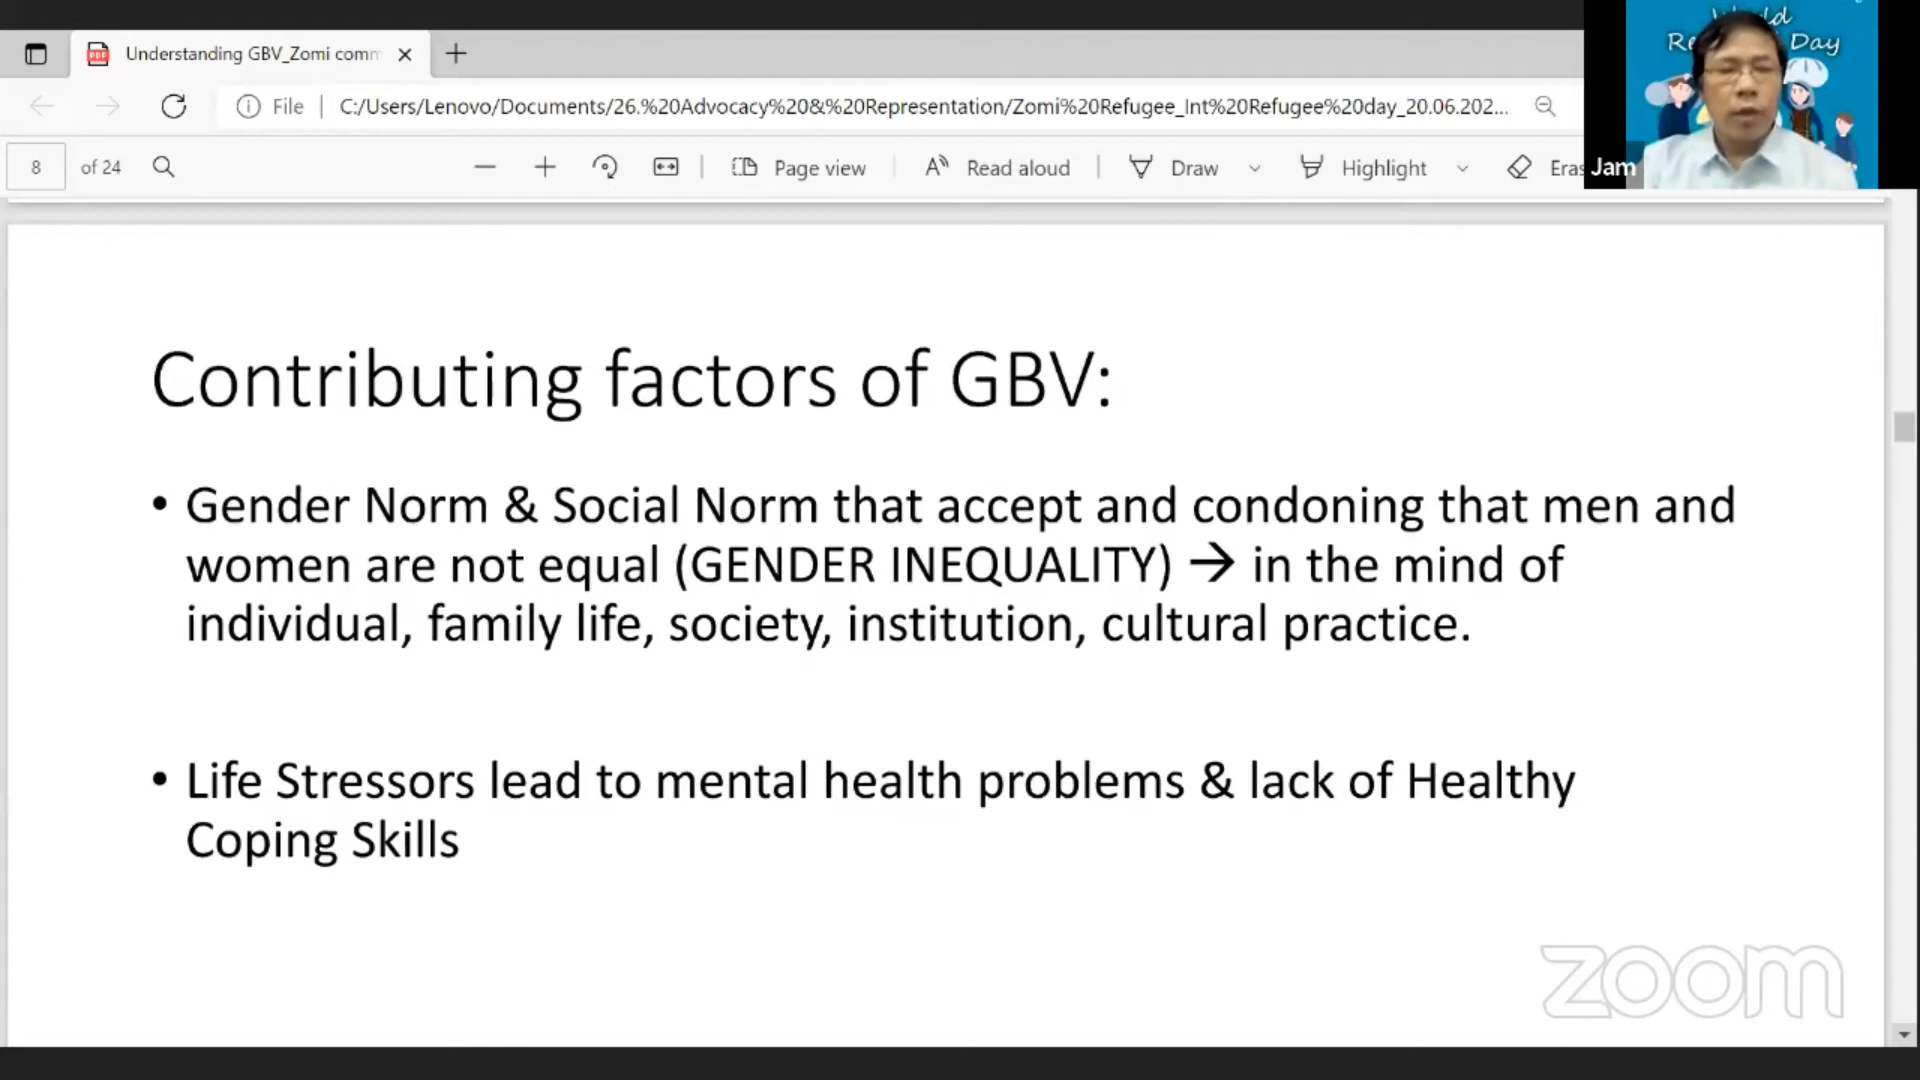 Understanding GBV_Zomi comm
File
C:/Users/Lenovo/Documents/26.%20Advocacy%20&%20Representation/Zomi%20Refugee_Int%20Refugee%20day_20.06.202...
8 of 24
Page view
Read aloud
Draw
Highlight
Eras
Day
Jam
Contributing factors of GBV:
• Gender Norm & Social Norm that accept and condoning that men and
women are not equal (GENDER INEQUALITY) → in the mind of
individual, family life, society, institution, cultural practice.
• Life Stressors lead to mental health problems & lack of Healthy
Coping Skills
zoom